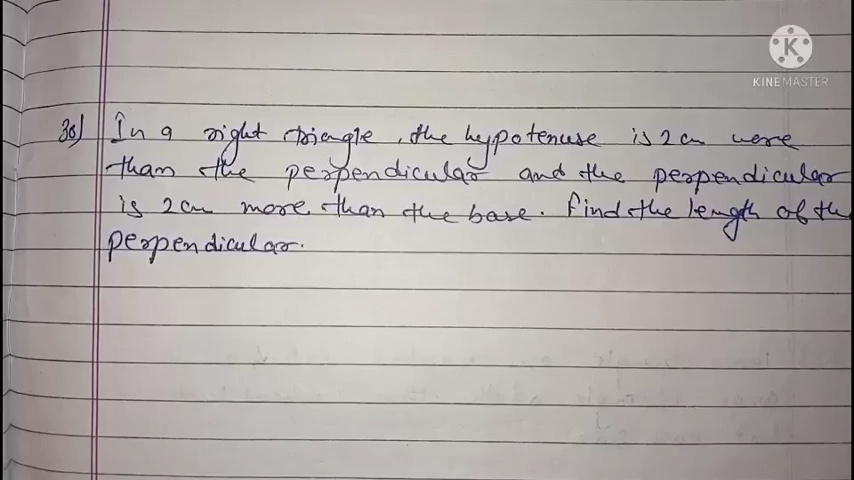 KINEMASTER
30) In a right triangle, the hypotenuse is 2 cm more
than the perpendicular and the perpendicular
is 2 cm more than the base. Find the length of the
perpendicular.